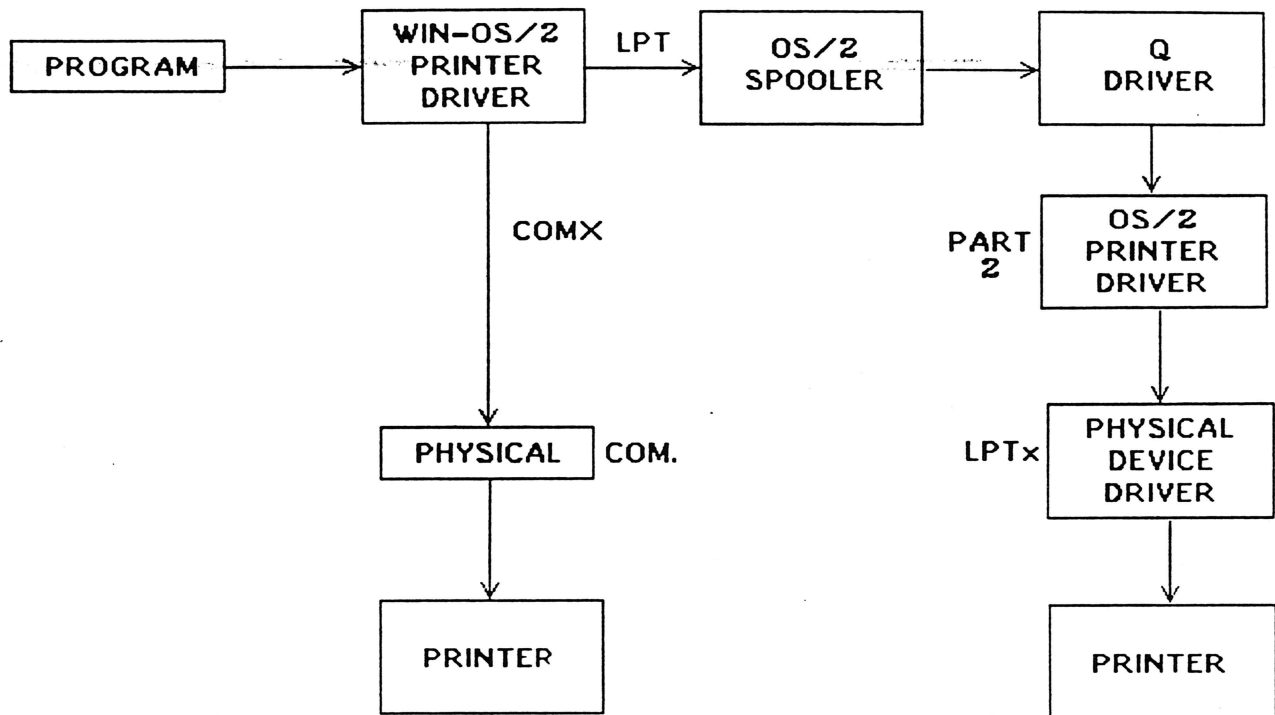 PROGRAM
WIN-OS/2
PRINTER
DRIVER
LPT
OS/2
SPOOLER
Q
DRIVER
COMX
PART
2
OS/2
PRINTER
DRIVER
PHYSICAL
COM.
LPTx
PHYSICAL
DEVICE
DRIVER
PRINTER
PRINTER